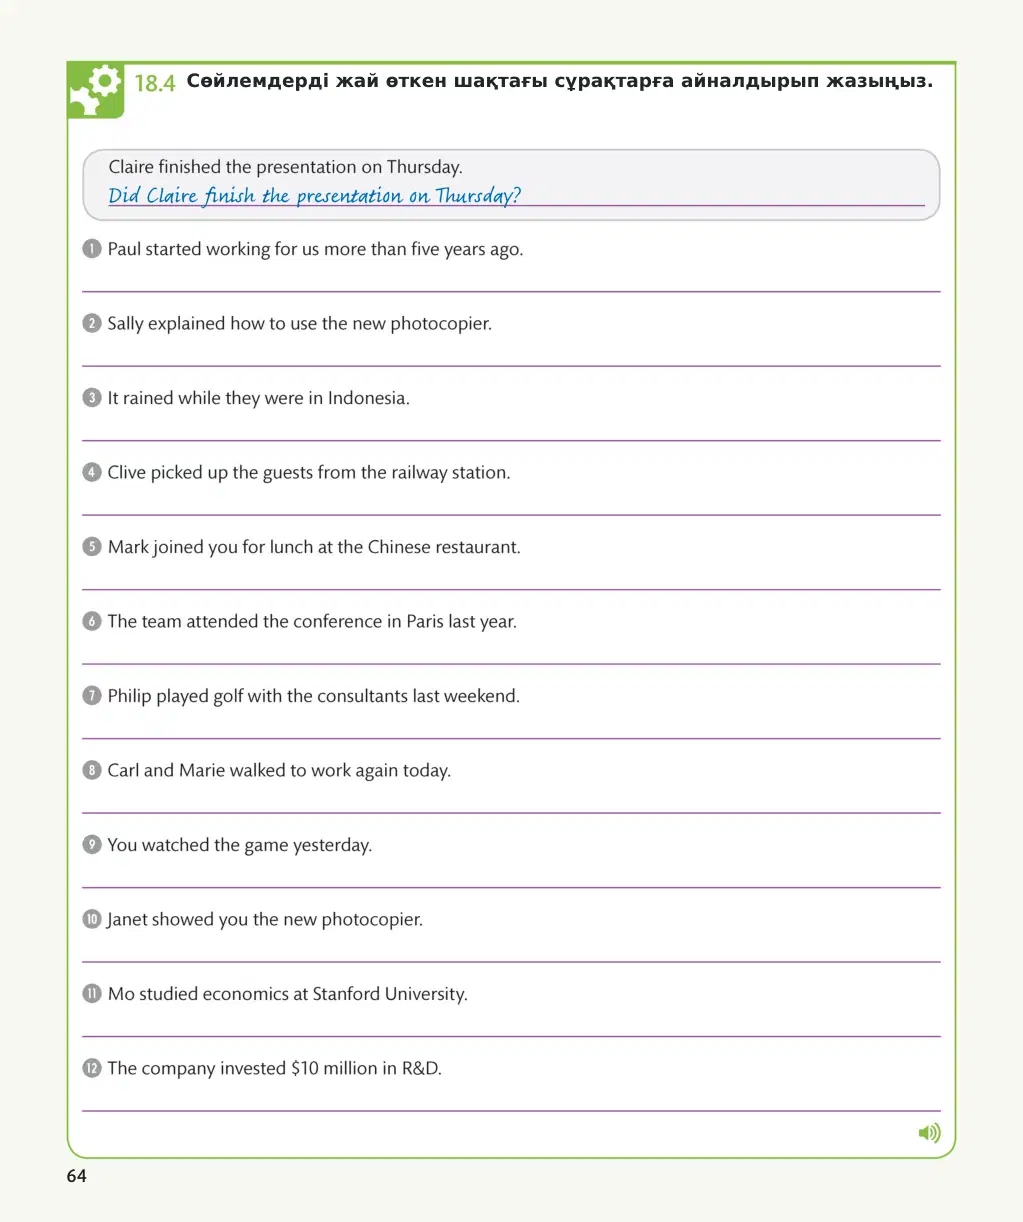 18.4 Сөйлемдерді жай өткен шақтағы сұрақтарға айналдырып жазыңыз.
Claire finished the presentation on Thursday.
Did Claire finish the presentation on Thursday?
1 Paul started working for us more than five years ago.
2 Sally explained how to use the new photocopier.
3 It rained while they were in Indonesia.
4 Clive picked up the guests from the railway station.
5 Mark joined you for lunch at the Chinese restaurant.
6 The team attended the conference in Paris last year.
7 Philip played golf with the consultants last weekend.
8 Carl and Marie walked to work again today.
9 You watched the game yesterday.
10 Janet showed you the new photocopier.
11 Mo studied economics at Stanford University.
12 The company invested $10 million in R&D.
64